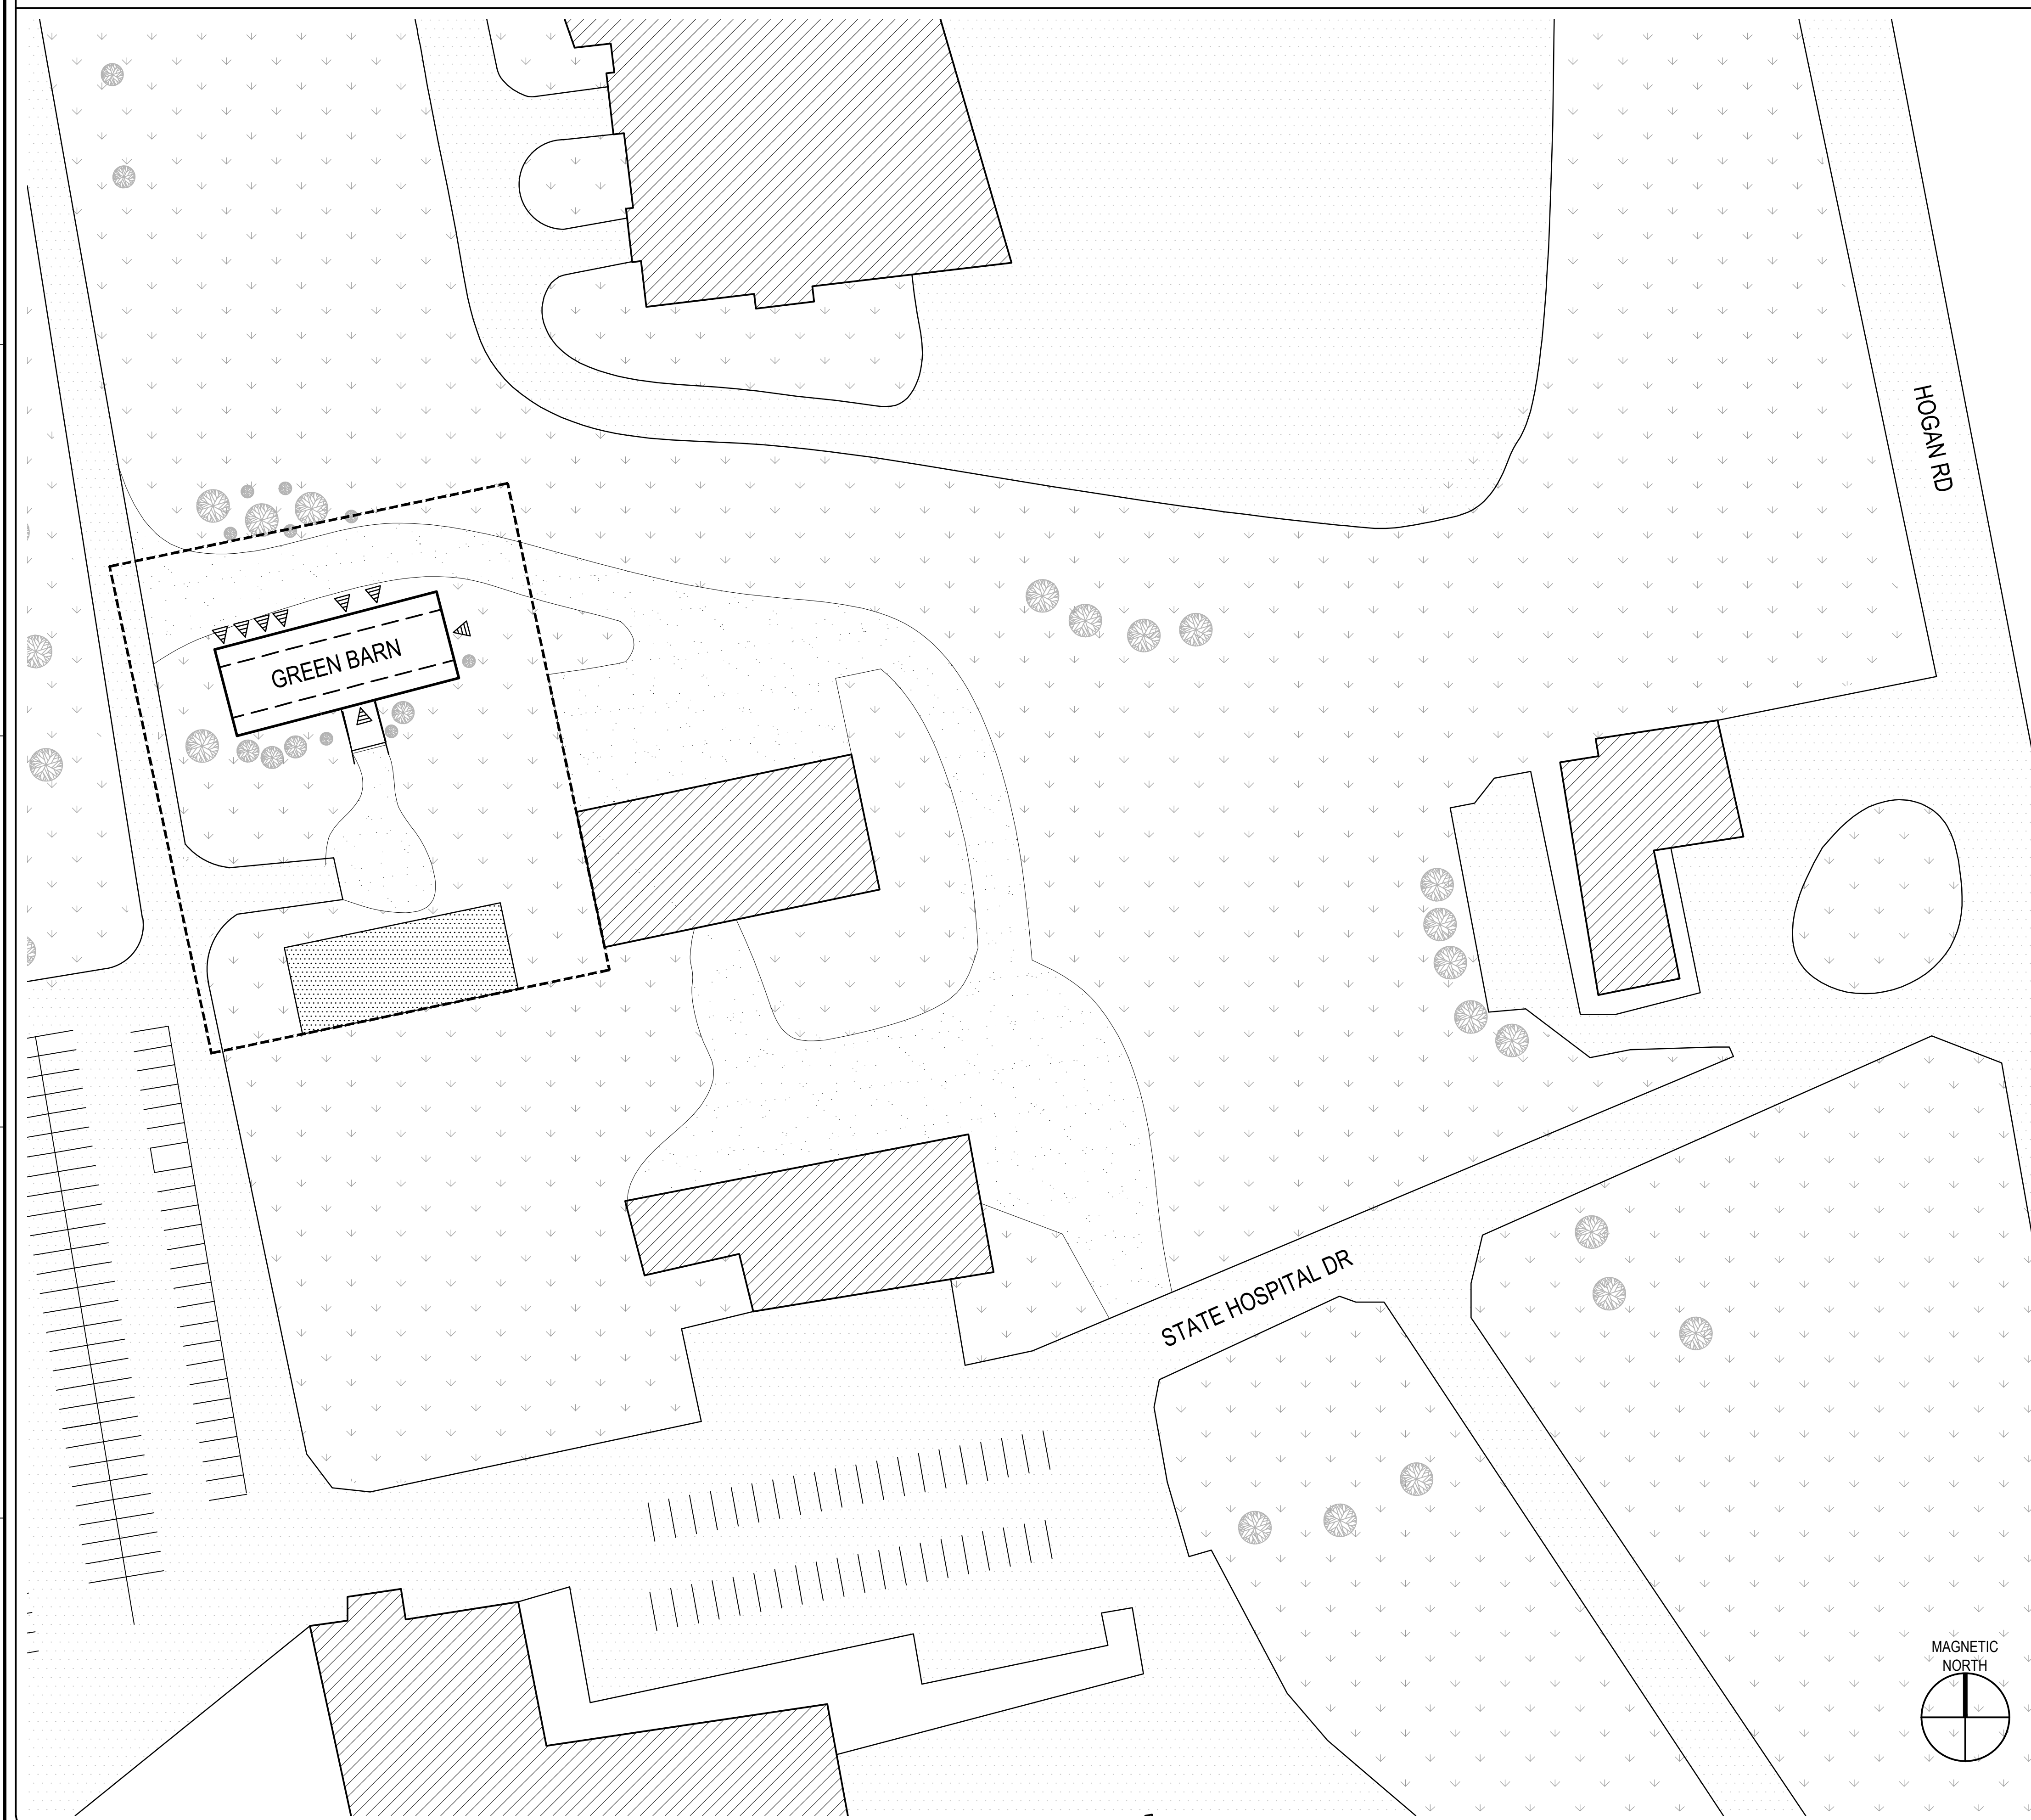 HOGAN RD
GREEN BARN
STATE HOSPITAL DR
MAGNETIC
NORTH